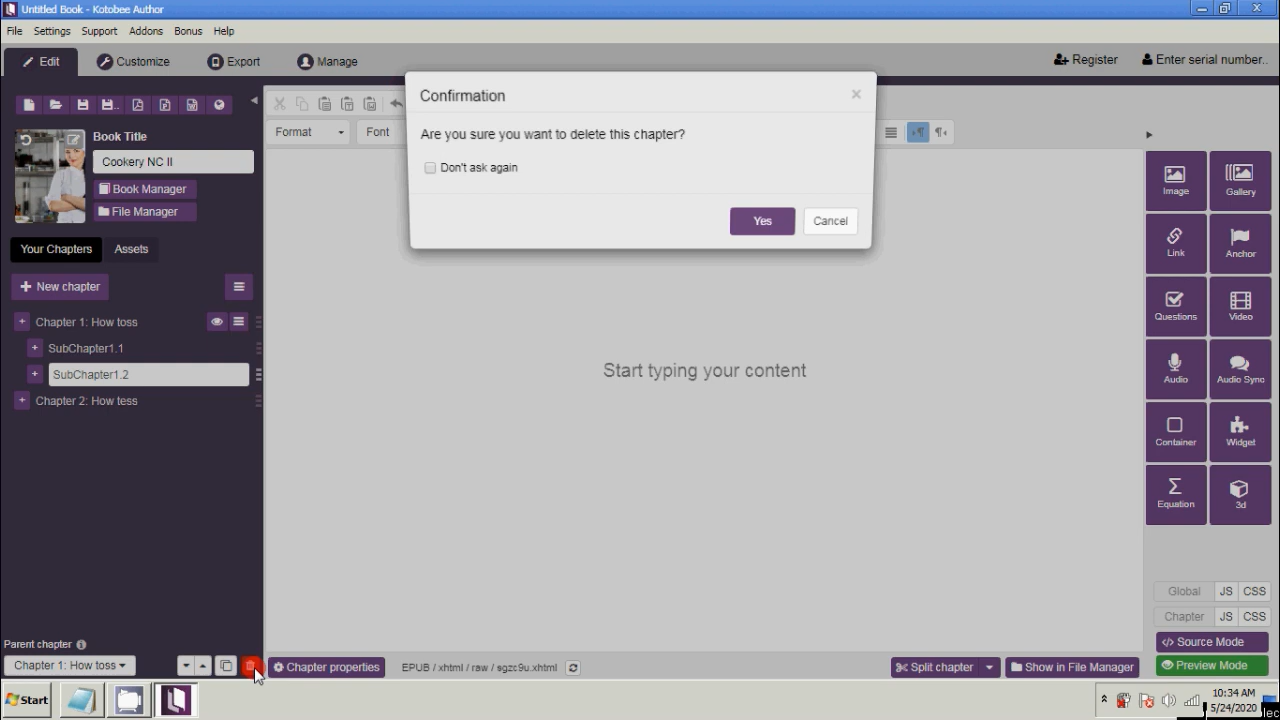 Untitled Book - Kotobee Author
File Settings Support Addons Bonus Help
Edit Customize Export Manage Register Enter serial number..
Confirmation
Are you sure you want to delete this chapter?
Don't ask again
Yes Cancel
Format Font
Book Title
Cookery NC II
Book Manager
File Manager
Your Chapters Assets
New chapter
Chapter 1: How toss
SubChapter1.1
SubChapter1.2
Chapter 2: How tess
Start typing your content
Image Gallery
Link Anchor
Questions Video
Audio Audio Sync
Container Widget
Equation 3d
Global JS CSS
Chapter JS CSS
Source Mode
Preview Mode
Parent chapter
Chapter 1: How toss
Chapter properties EPUB / xhtml / raw / sgzc9u.xhtml Split chapter Show in File Manager
Start
10:34 AM
5/24/2020